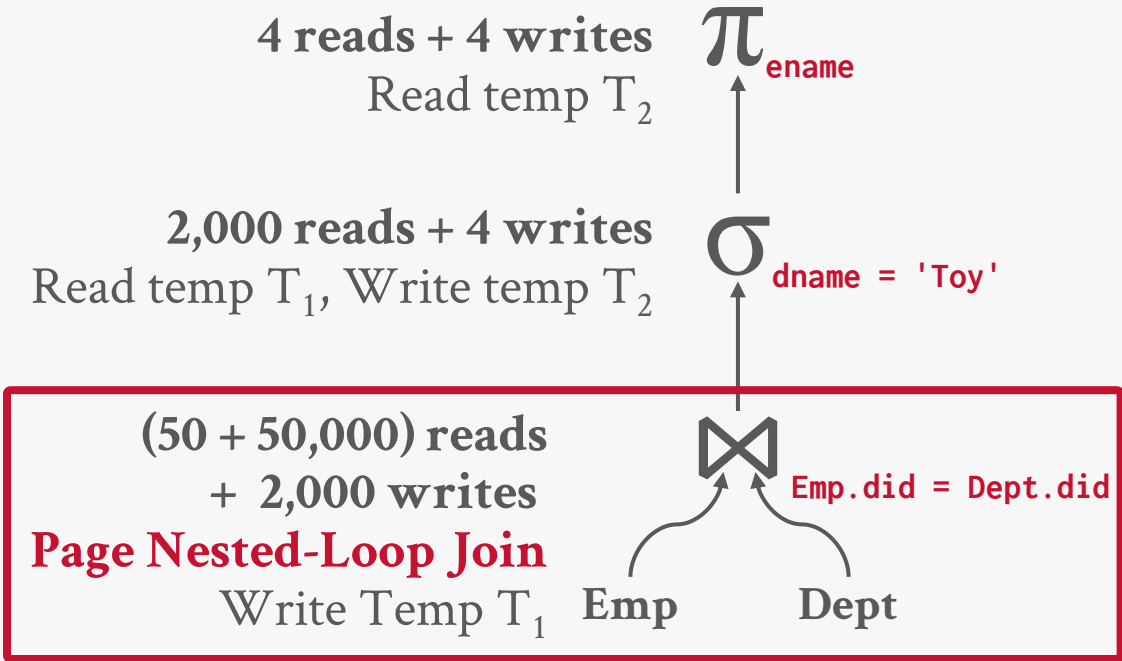 4 reads + 4 writes
π ename
Read temp T₂
2,000 reads + 4 writes
σ dname = 'Toy'
Read temp T₁, Write temp T₂
(50 + 50,000) reads
+ 2,000 writes
⋈ Emp.did = Dept.did
Page Nested-Loop Join
Write Temp T₁
Emp
Dept